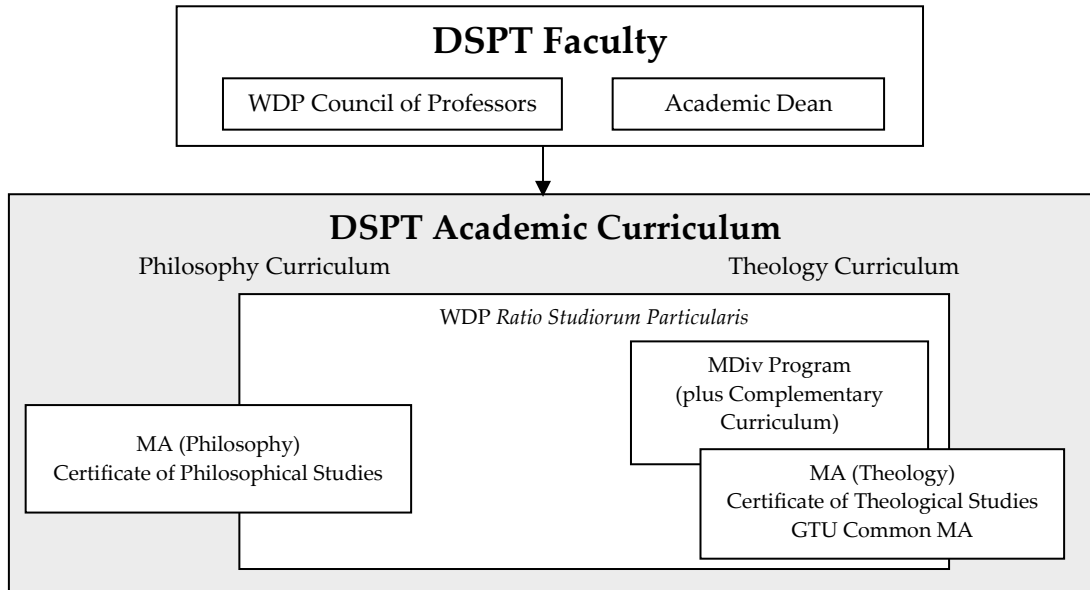 DSPT Faculty
WDP Council of Professors
Academic Dean
DSPT Academic Curriculum
Philosophy Curriculum
Theology Curriculum
WDP Ratio Studiorum Particularis
MDiv Program
(plus Complementary
Curriculum)
MA (Philosophy)
Certificate of Philosophical Studies
MA (Theology)
Certificate of Theological Studies
GTU Common MA